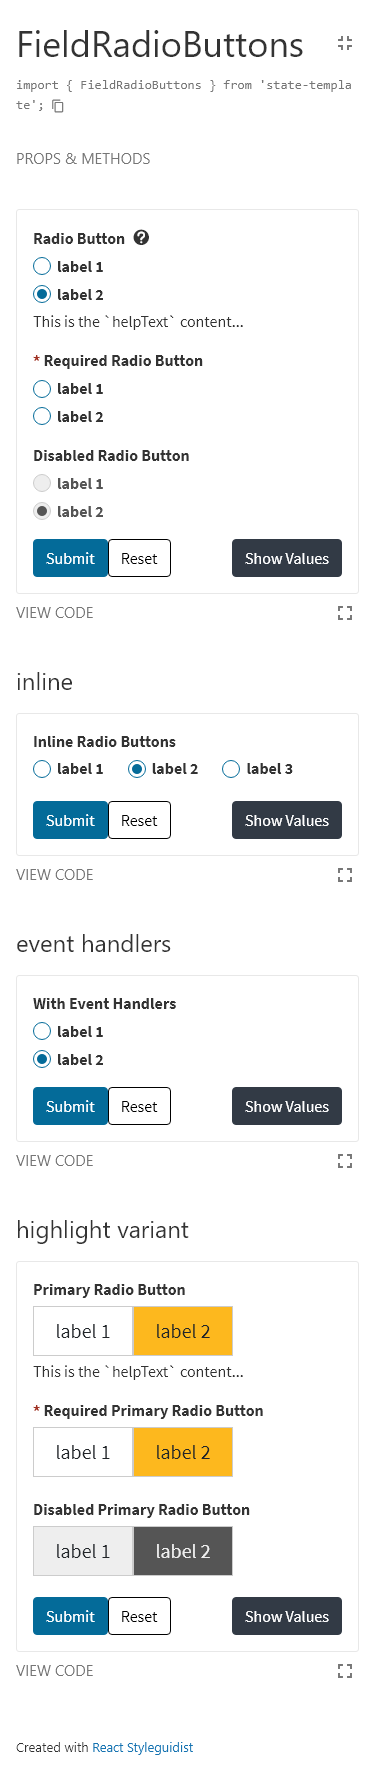 FieldRadioButtons
import { FieldRadioButtons } from 'state-templa
te';
PROPS & METHODS
Radio Button
label 1
label 2
This is the `helpText` content...
* Required Radio Button
label 1
label 2
Disabled Radio Button
label 1
label 2
Submit Reset Show Values
VIEW CODE
inline
Inline Radio Buttons
label 1 label 2 label 3
Submit Reset Show Values
VIEW CODE
event handlers
With Event Handlers
label 1
label 2
Submit Reset Show Values
VIEW CODE
highlight variant
Primary Radio Button
label 1 label 2
This is the `helpText` content...
* Required Primary Radio Button
label 1 label 2
Disabled Primary Radio Button
label 1 label 2
Submit Reset Show Values
VIEW CODE
Created with React Styleguidist